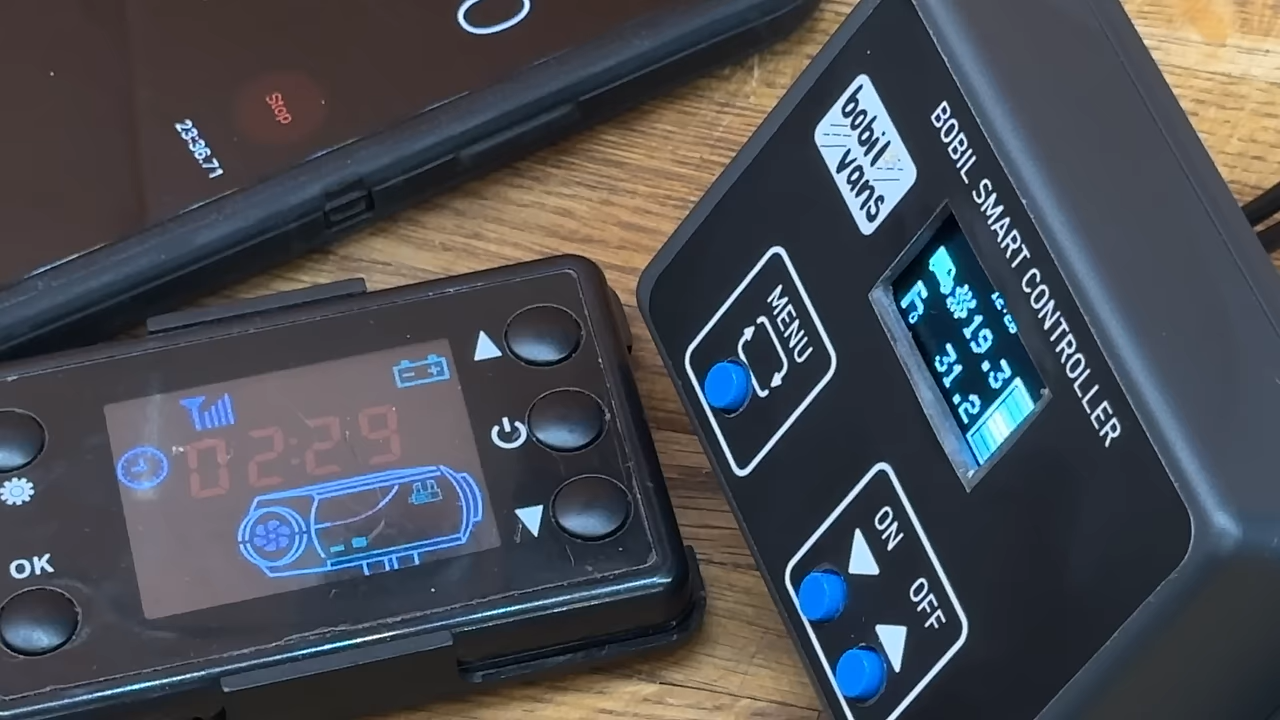 Stop
23:36.71
02:29
OK
bobil
vans
BOBIL SMART CONTROLLER
MENU
19.3
31.2
ON
OFF